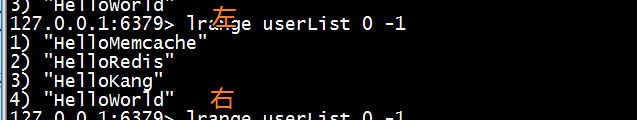 3) "HelloWorld"
左
127.0.0.1:6379> lrange userList 0 -1
1) "HelloMemcache"
2) "HelloRedis"
3) "HelloKang"
4) "HelloWorld" 右
127.0.0.1:6379> lrange userList 0 -1